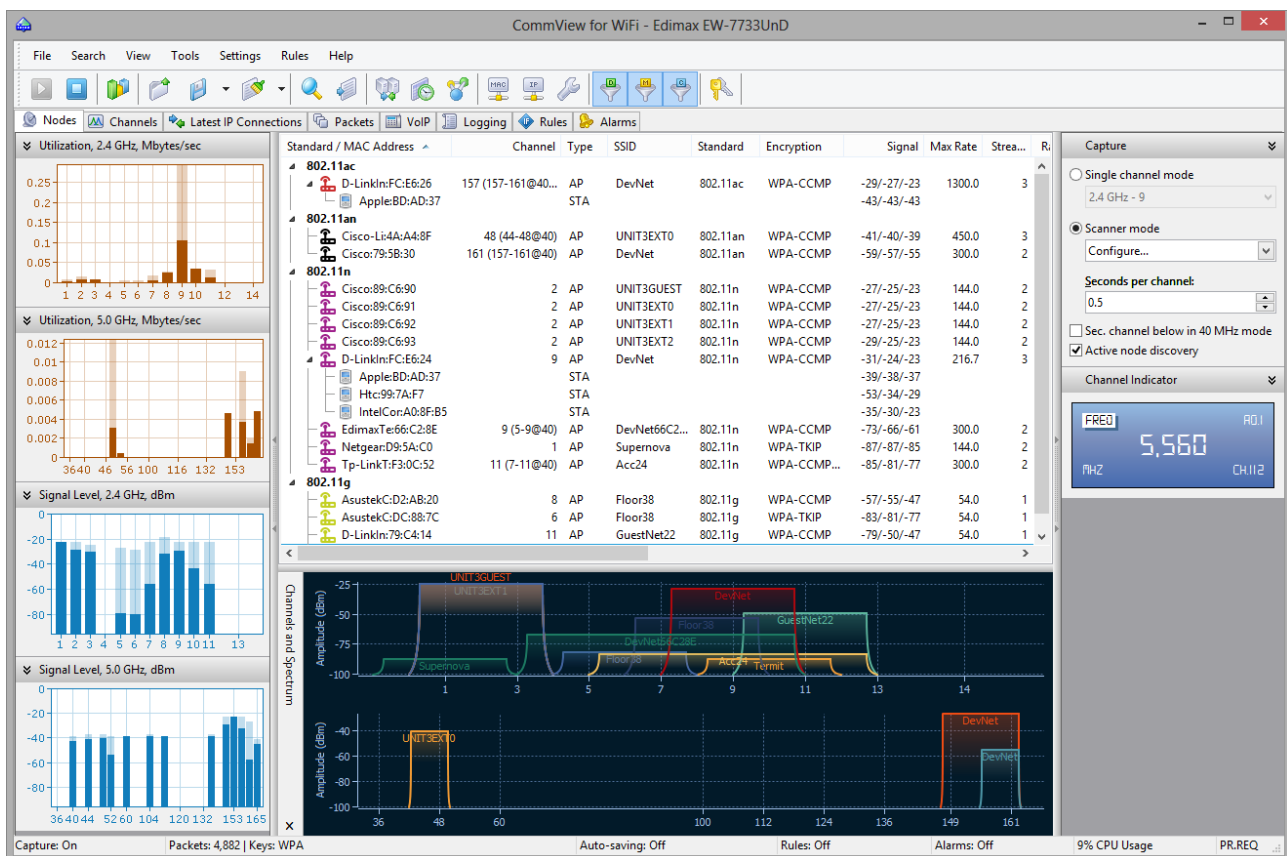 CommView for WiFi - Edimax EW-7733UnD
File Search View Tools Settings Rules Help
Nodes Channels Latest IP Connections Packets VoIP Logging Rules Alarms
Utilization, 2.4 GHz, Mbytes/sec
0.25
0.2
0.15
0.1
0.05
0
1 2 3 4 5 6 7 8 9 10 12 14
Utilization, 5.0 GHz, Mbytes/sec
0.012
0.01
0.008
0.006
0.004
0.002
0
36 40 46 56 100 116 132 153
Signal Level, 2.4 GHz, dBm
0
-20
-40
-60
-80
1 2 3 4 5 6 7 8 9 10 11 13
Signal Level, 5.0 GHz, dBm
0
-20
-40
-60
-80
36 40 44 52 60 104 120 132 153 165
Standard / MAC Address Channel Type SSID Standard Encryption Signal Max Rate Strea...
802.11ac
D-LinkIn:FC:E6:26 157 (157-161@40... AP DevNet 802.11ac WPA-CCMP -29/-27/-23 1300.0 3
Apple:BD:AD:37 STA -43/-43/-43
802.11an
Cisco-Li:4A:A4:8F 48 (44-48@40) AP UNIT3EXT0 802.11an WPA-CCMP -41/-40/-39 450.0 3
Cisco:79:5B:30 161 (157-161@40) AP DevNet 802.11an WPA-CCMP -59/-57/-55 300.0 2
802.11n
Cisco:89:C6:90 2 AP UNIT3GUEST 802.11n WPA-CCMP -27/-25/-23 144.0 2
Cisco:89:C6:91 2 AP UNIT3EXT0 802.11n WPA-CCMP -27/-25/-23 144.0 2
Cisco:89:C6:92 2 AP UNIT3EXT1 802.11n WPA-CCMP -27/-25/-23 144.0 2
Cisco:89:C6:93 2 AP UNIT3EXT2 802.11n WPA-CCMP -29/-25/-23 144.0 2
D-LinkIn:FC:E6:24 9 AP DevNet 802.11n WPA-CCMP -31/-24/-23 216.7 3
Apple:BD:AD:37 STA -39/-38/-37
Htc:99:7A:F7 STA -53/-34/-29
IntelCor:A0:8F:B5 STA -35/-30/-23
EdimaxTe:66:C2:8E 9 (5-9@40) AP DevNet66C2... 802.11n WPA-CCMP -73/-66/-61 300.0 2
Netgear:D9:5A:C0 1 AP Supernova 802.11n WPA-TKIP -87/-87/-85 144.0 2
Tp-LinkT:F3:0C:52 11 (7-11@40) AP Acc24 802.11n WPA-CCMP... -85/-81/-77 300.0 2
802.11g
AsustekC:D2:AB:20 8 AP Floor38 802.11g WPA-CCMP -57/-55/-47 54.0 1
AsustekC:DC:88:7C 6 AP Floor38 802.11g WPA-TKIP -83/-81/-77 54.0 1
D-LinkIn:79:C4:14 11 AP GuestNet22 802.11g WPA-CCMP -79/-50/-47 54.0 1
Channels and Spectrum
Amplitude (dBm)
-25
-50
-75
-100
UNIT3GUEST
UNIT3EXT1
DevNet
Floor38
GuestNet22
DevNet66C28E
Supernova
Floor38
Acc24
Termit
1 3 5 7 9 11 13 14
Amplitude (dBm)
-40
-60
-80
-100
UNIT3EXT0
DevNet
DevNet
36 48 60 100 112 124 136 149 161
Capture
Single channel mode
2.4 GHz - 9
Scanner mode
Configure...
Seconds per channel:
0.5
Sec. channel below in 40 MHz mode
Active node discovery
Channel Indicator
FREQ
5,560
MHZ CH.112
Capture: On Packets: 4,882 | Keys: WPA Auto-saving: Off Rules: Off Alarms: Off 9% CPU Usage PR.REQ